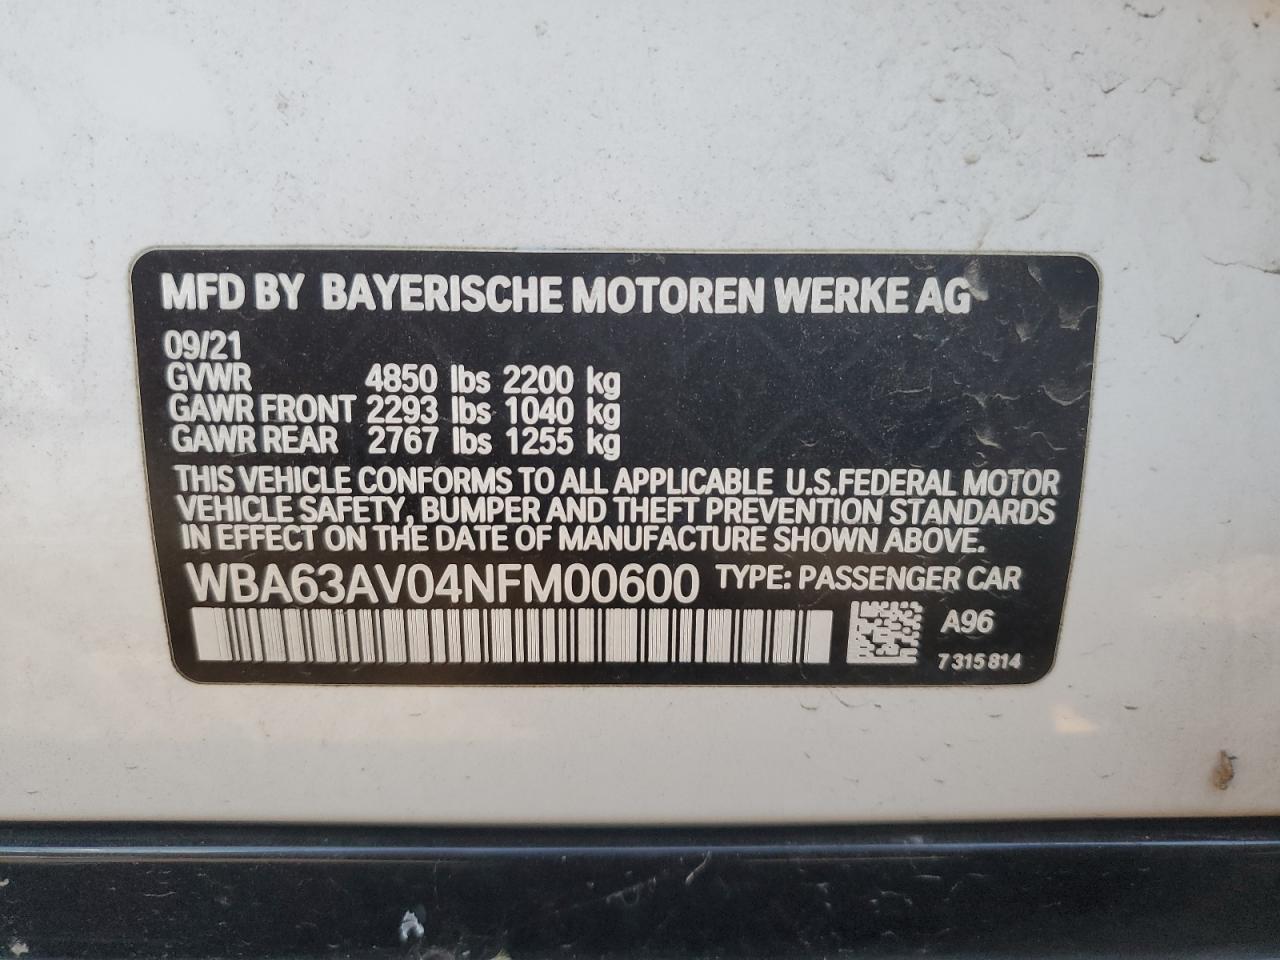 MFD BY BAYERISCHE MOTOREN WERKE AG
09/21
GVWR 4850 lbs 2200 kg
GAWR FRONT 2293 lbs 1040 kg
GAWR REAR 2767 lbs 1255 kg
THIS VEHICLE CONFORMS TO ALL APPLICABLE U.S.FEDERAL MOTOR
VEHICLE SAFETY, BUMPER AND THEFT PREVENTION STANDARDS
IN EFFECT ON THE DATE OF MANUFACTURE SHOWN ABOVE.
WBA63AV04NFM00600 TYPE: PASSENGER CAR
A96
7 315 814